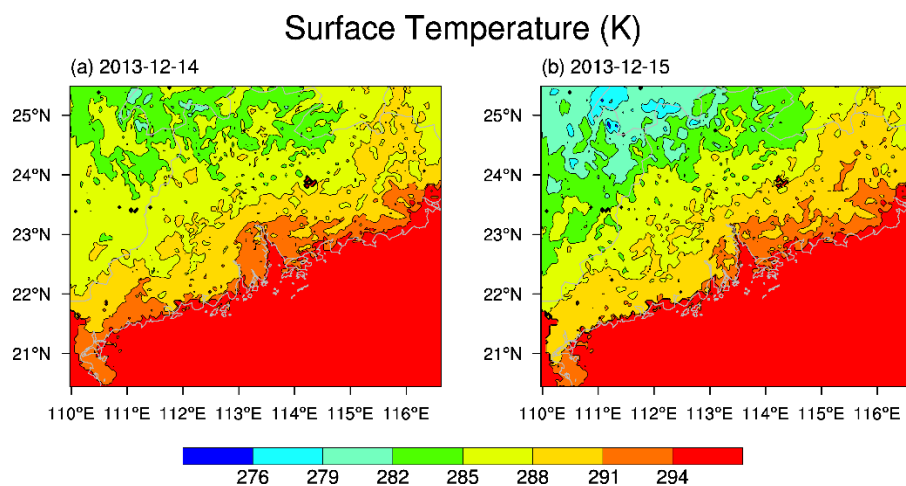 Surface Temperature (K)
(a) 2013-12-14
(b) 2013-12-15
25°N
24°N
23°N
22°N
21°N
110°E 111°E 112°E 113°E 114°E 115°E 116°E
25°N
24°N
23°N
22°N
21°N
110°E 111°E 112°E 113°E 114°E 115°E 116°E
276 279 282 285 288 291 294